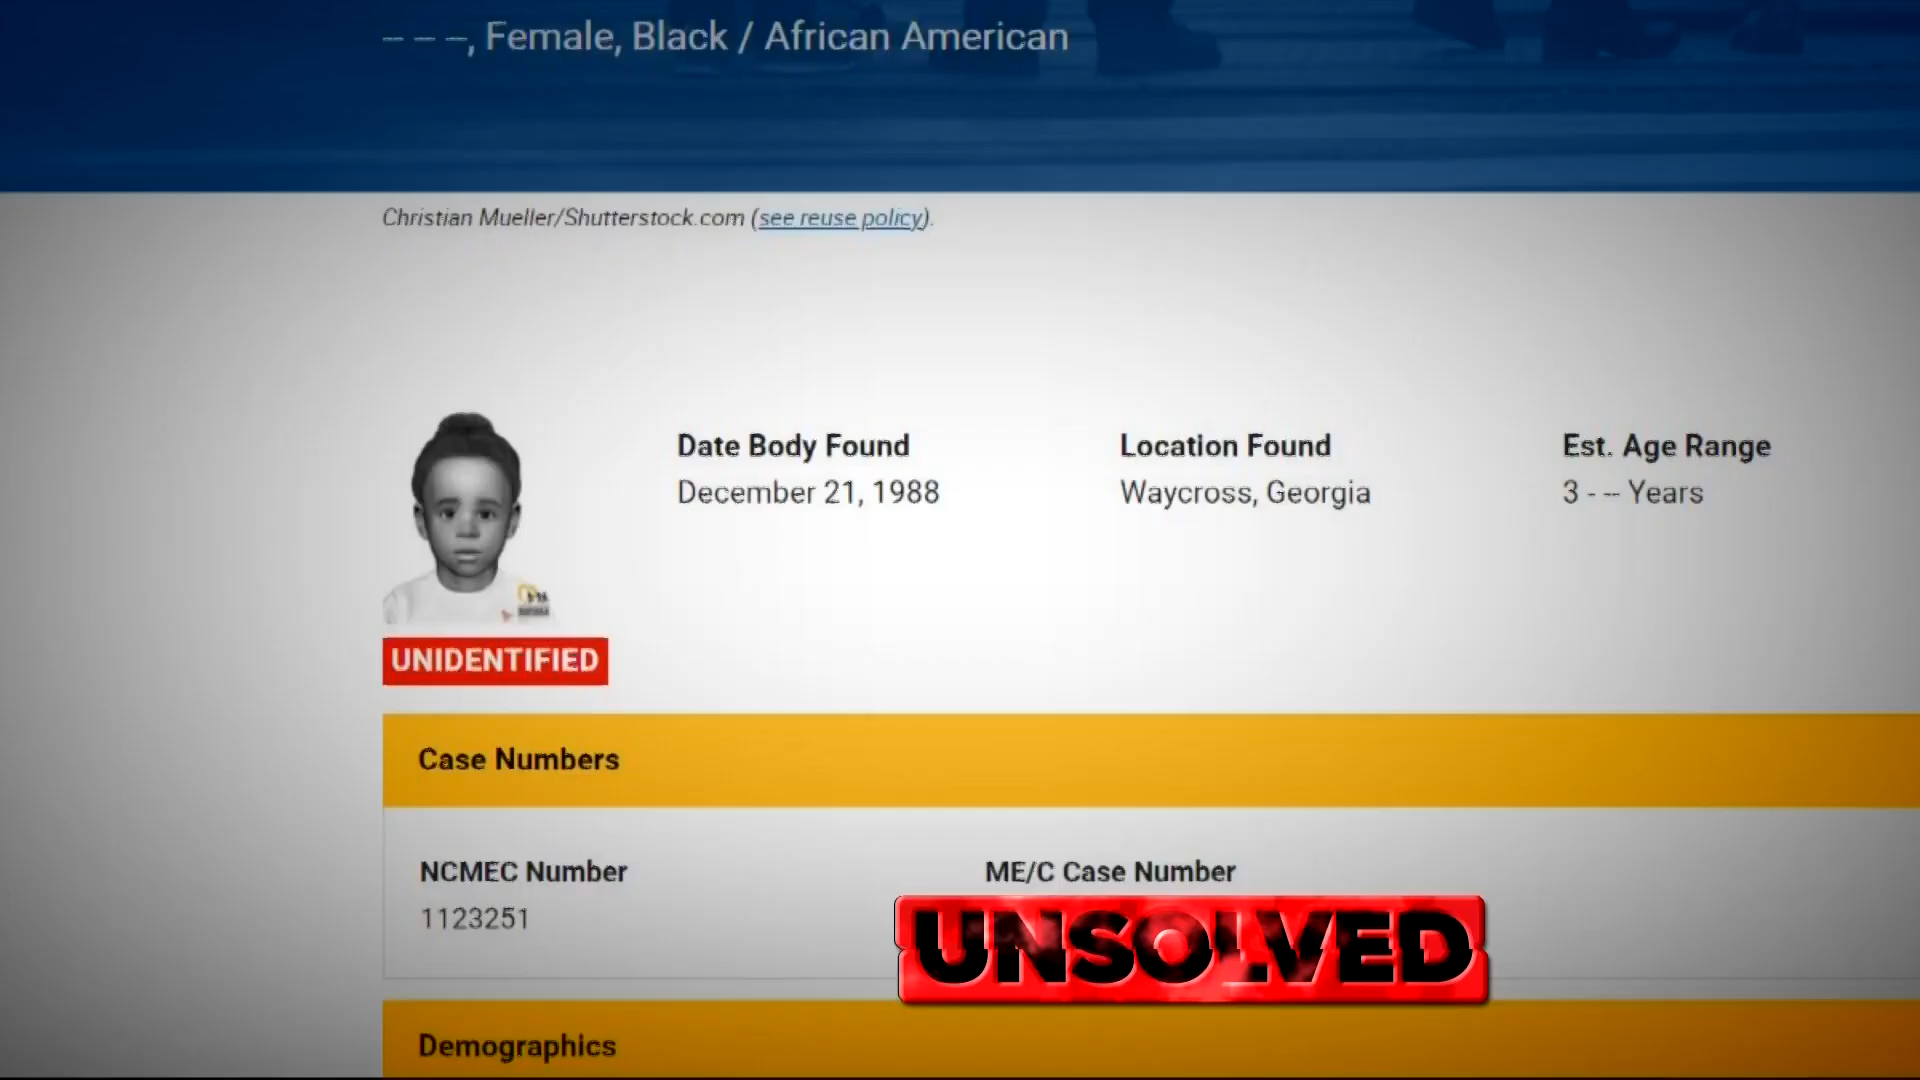 -- -- --, Female, Black / African American
Christian Mueller/Shutterstock.com (see reuse policy).
Date Body Found
December 21, 1988
Location Found
Waycross, Georgia
Est. Age Range
3 - -- Years
UNIDENTIFIED
Case Numbers
NCMEC Number
1123251
ME/C Case Number
UNSOLVED
Demographics